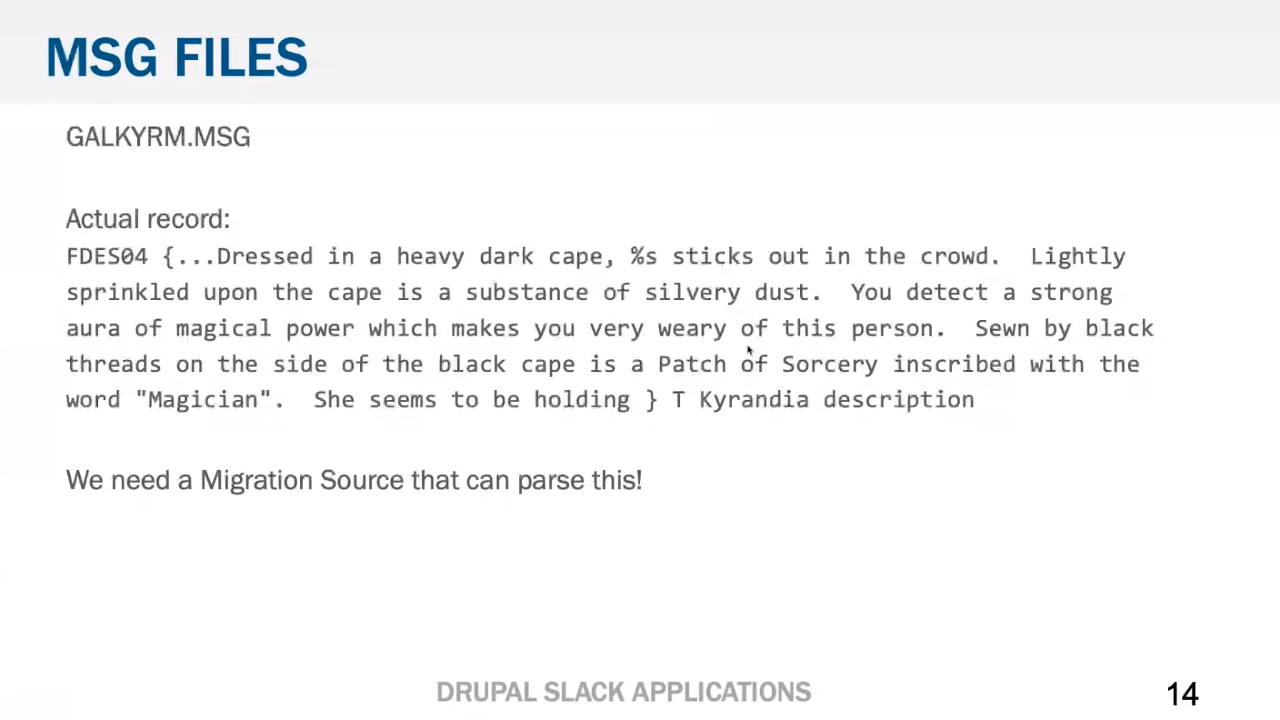 MSG FILES
GALKYRM.MSG
Actual record:
FDES04 {...Dressed in a heavy dark cape, %s sticks out in the crowd.  Lightly
sprinkled upon the cape is a substance of silvery dust.  You detect a strong
aura of magical power which makes you very weary of this person.  Sewn by black
threads on the side of the black cape is a Patch of Sorcery inscribed with the
word "Magician".  She seems to be holding } T Kyrandia description
We need a Migration Source that can parse this!
DRUPAL SLACK APPLICATIONS
14